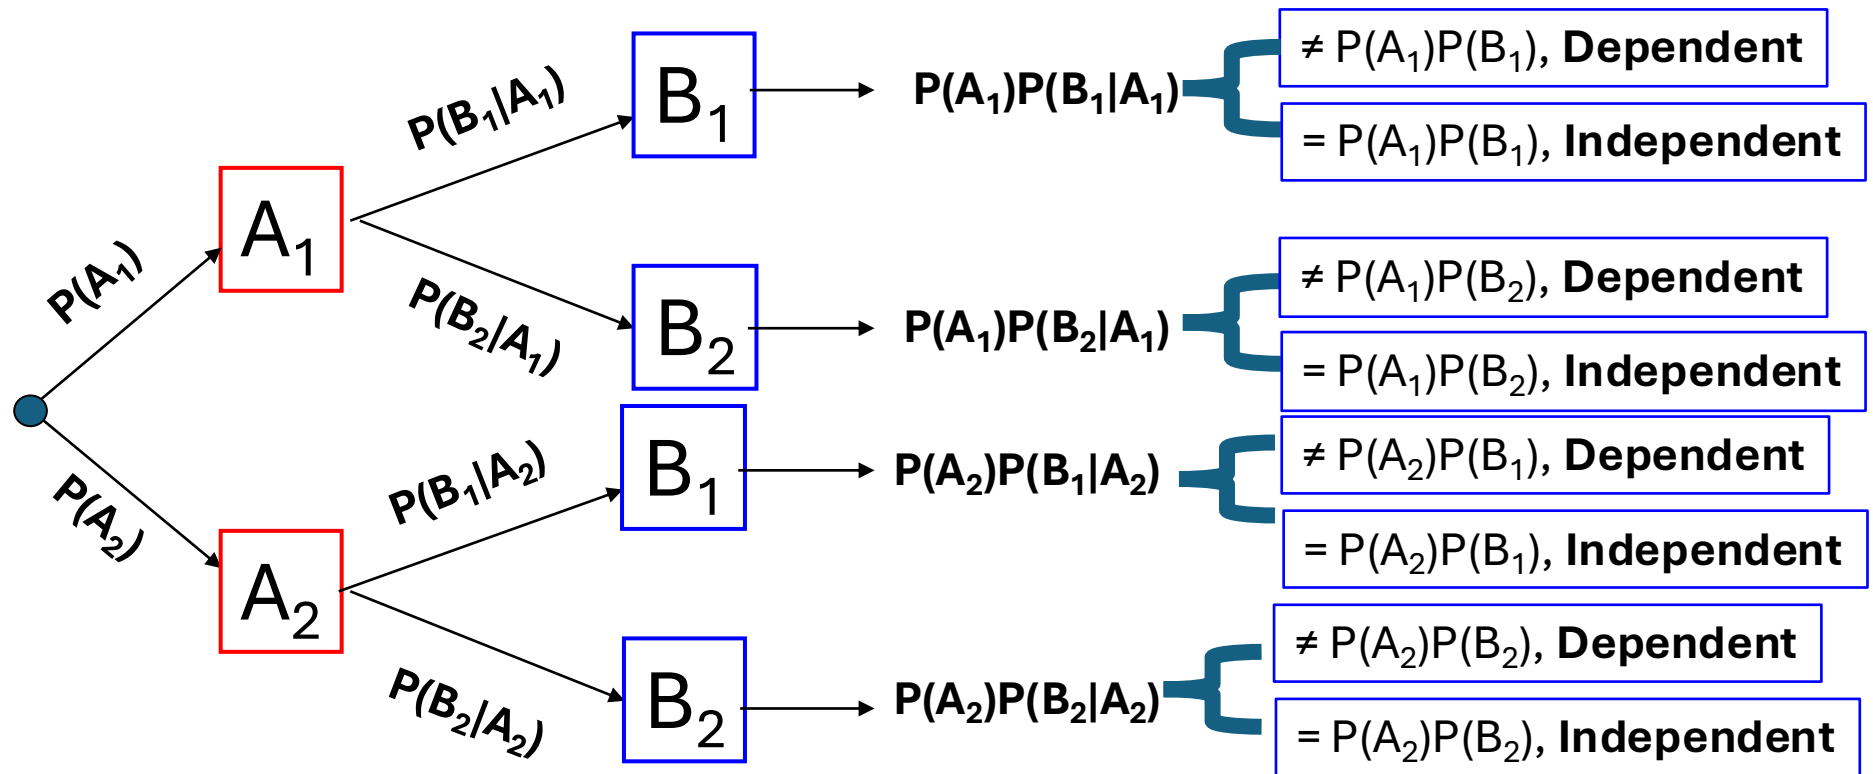 P(A₁)
P(A₂)
A₁
A₂
P(B₁|A₁)
P(B₂|A₁)
P(B₁|A₂)
P(B₂|A₂)
B₁
B₂
B₁
B₂
P(A₁)P(B₁|A₁)
≠ P(A₁)P(B₁), Dependent
= P(A₁)P(B₁), Independent
P(A₁)P(B₂|A₁)
≠ P(A₁)P(B₂), Dependent
= P(A₁)P(B₂), Independent
P(A₂)P(B₁|A₂)
≠ P(A₂)P(B₁), Dependent
= P(A₂)P(B₁), Independent
P(A₂)P(B₂|A₂)
≠ P(A₂)P(B₂), Dependent
= P(A₂)P(B₂), Independent